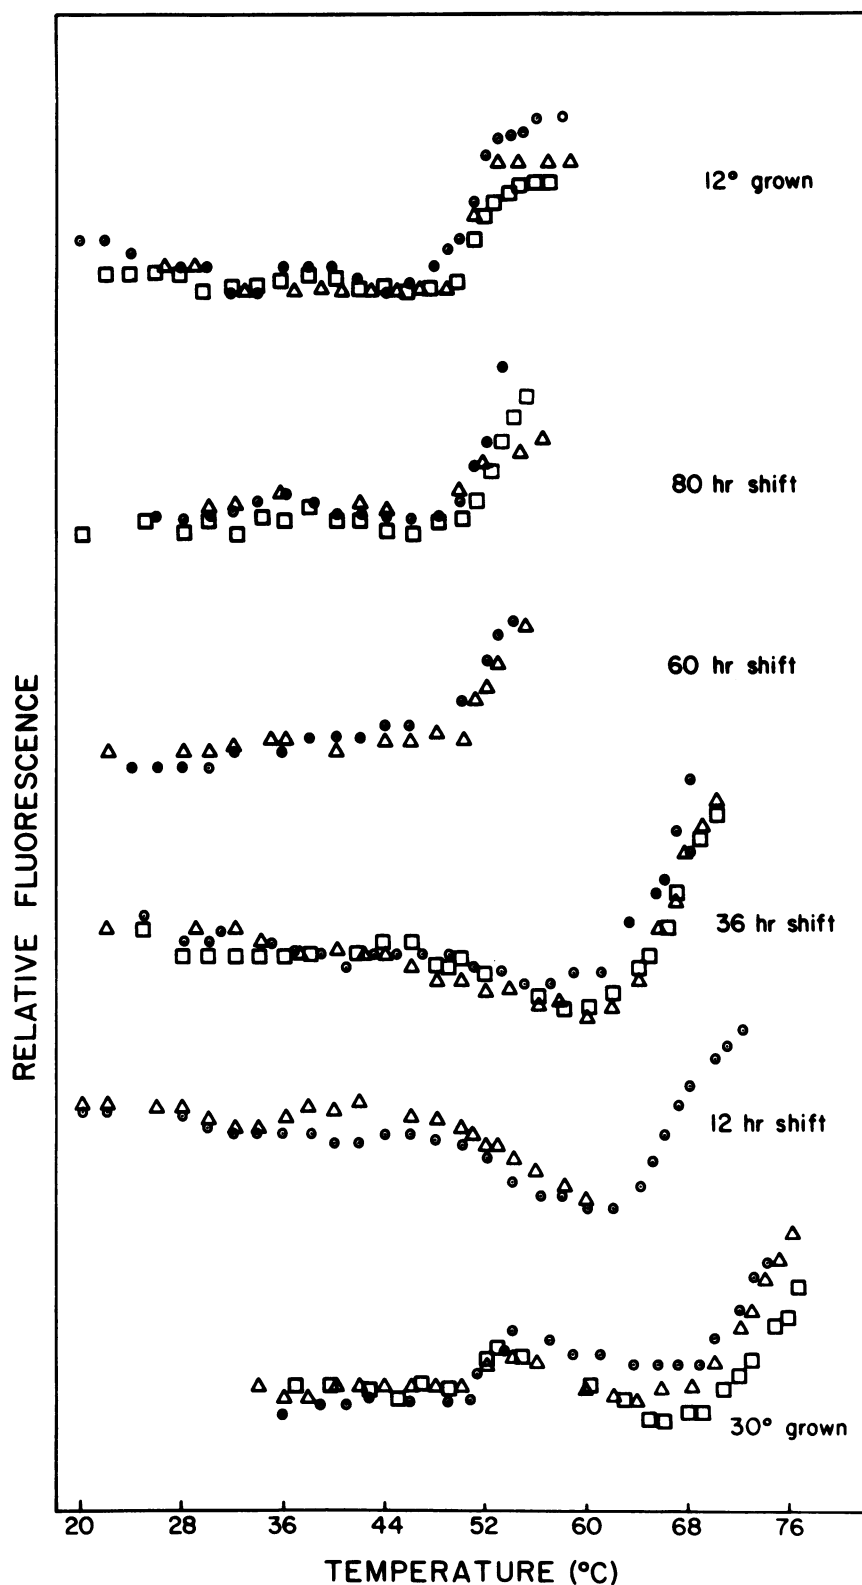 12° grown
80 hr shift
60 hr shift
36 hr shift
12 hr shift
30° grown
RELATIVE FLUORESCENCE
20 28 36 44 52 60 68 76
TEMPERATURE (°C)